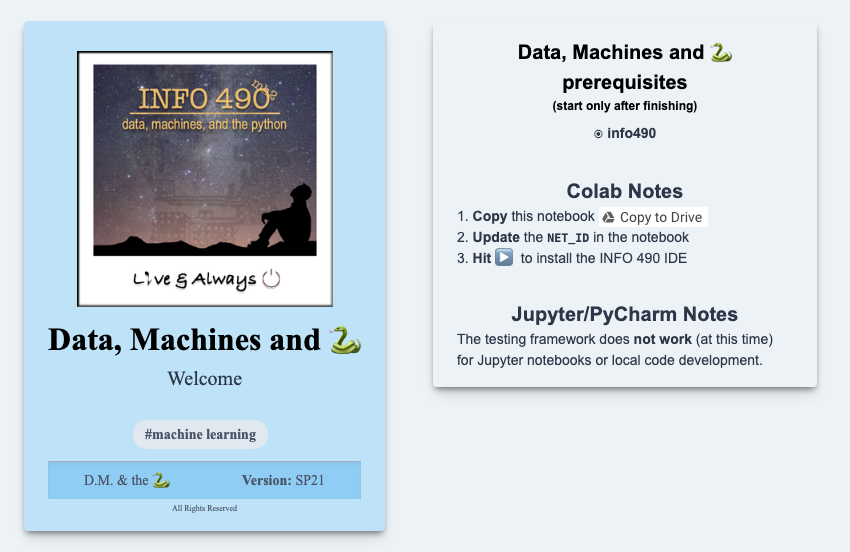 INFO 490
m&2
data, machines, and the python
Live & Always
Data, Machines and 🐍
Welcome
#machine learning
D.M. & the 🐍 Version: SP21
All Rights Reserved
Data, Machines and 🐍
prerequisites
(start only after finishing)
⦿ info490
Colab Notes
1. Copy this notebook Copy to Drive
2. Update the NET_ID in the notebook
3. Hit ▶️ to install the INFO 490 IDE
Jupyter/PyCharm Notes
The testing framework does not work (at this time)
for Jupyter notebooks or local code development.